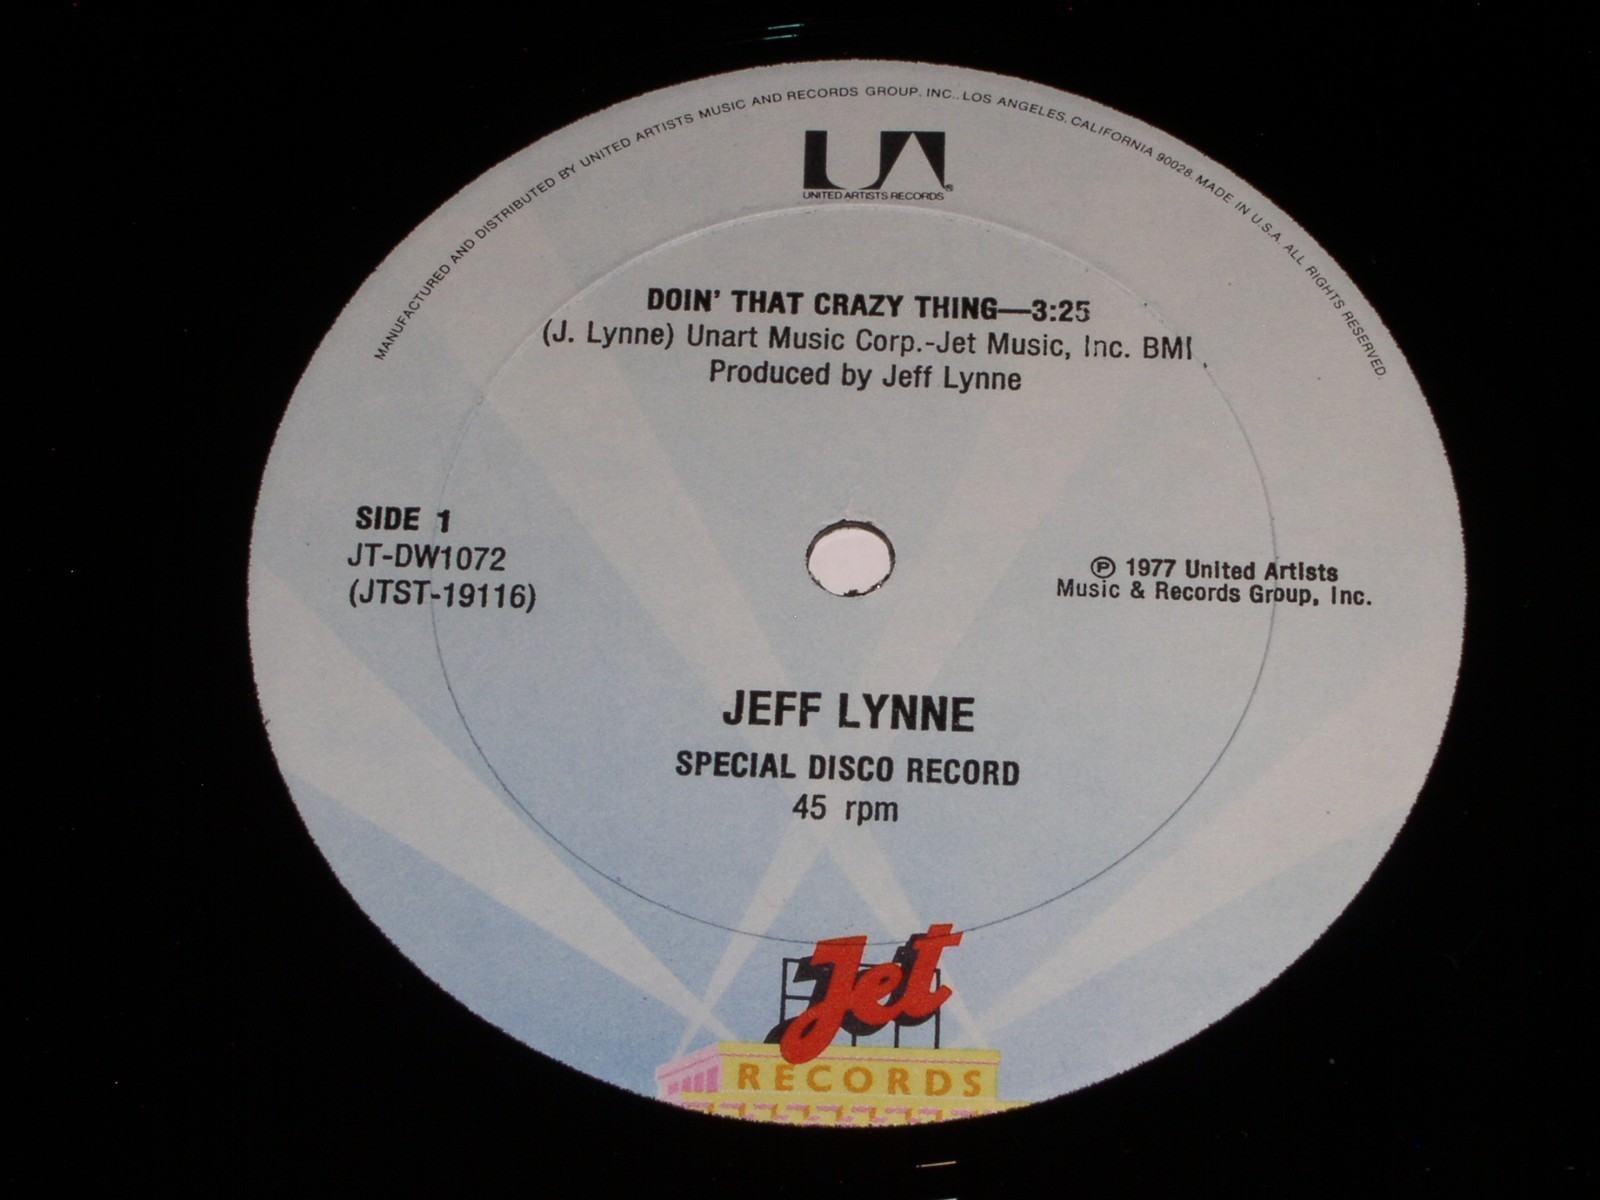 MANUFACTURED AND DISTRIBUTED BY UNITED ARTISTS MUSIC AND RECORDS GROUP, INC., LOS ANGELES, CALIFORNIA 90028. MADE IN U.S.A. ALL RIGHTS RESERVED.
UA
UNITED ARTISTS RECORDS®
DOIN' THAT CRAZY THING—3:25
(J. Lynne) Unart Music Corp.-Jet Music, Inc. BMI
Produced by Jeff Lynne
SIDE 1
JT-DW1072
(JTST-19116)
℗ 1977 United Artists
Music & Records Group, Inc.
JEFF LYNNE
SPECIAL DISCO RECORD
45 rpm
Jet
RECORDS